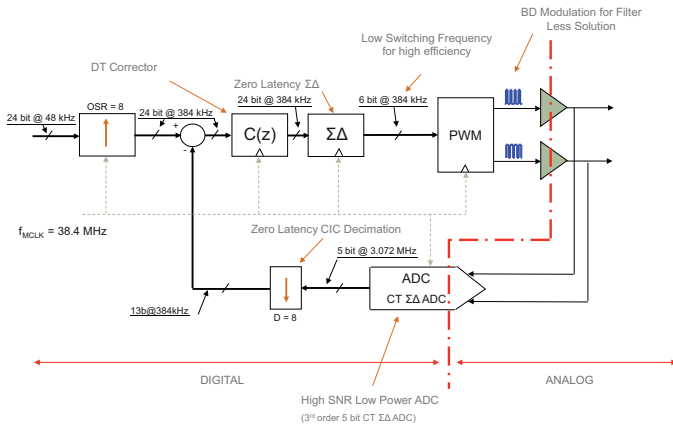 BD Modulation for Filter
Less Solution
Low Switching Frequency
for high efficiency
DT Corrector
Zero Latency ΣΔ
24 bit @ 48 kHz
OSR = 8
24 bit @ 384 kHz
24 bit @ 384 kHz
6 bit @ 384 kHz
+
-
C(z)
ΣΔ
PWM
fMCLK = 38.4 MHz
Zero Latency CIC Decimation
5 bit @ 3.072 MHz
ADC
CT ΣΔ ADC
13b@384kHz
D = 8
DIGITAL
ANALOG
High SNR Low Power ADC
(3rd order 5 bit CT ΣΔ ADC)